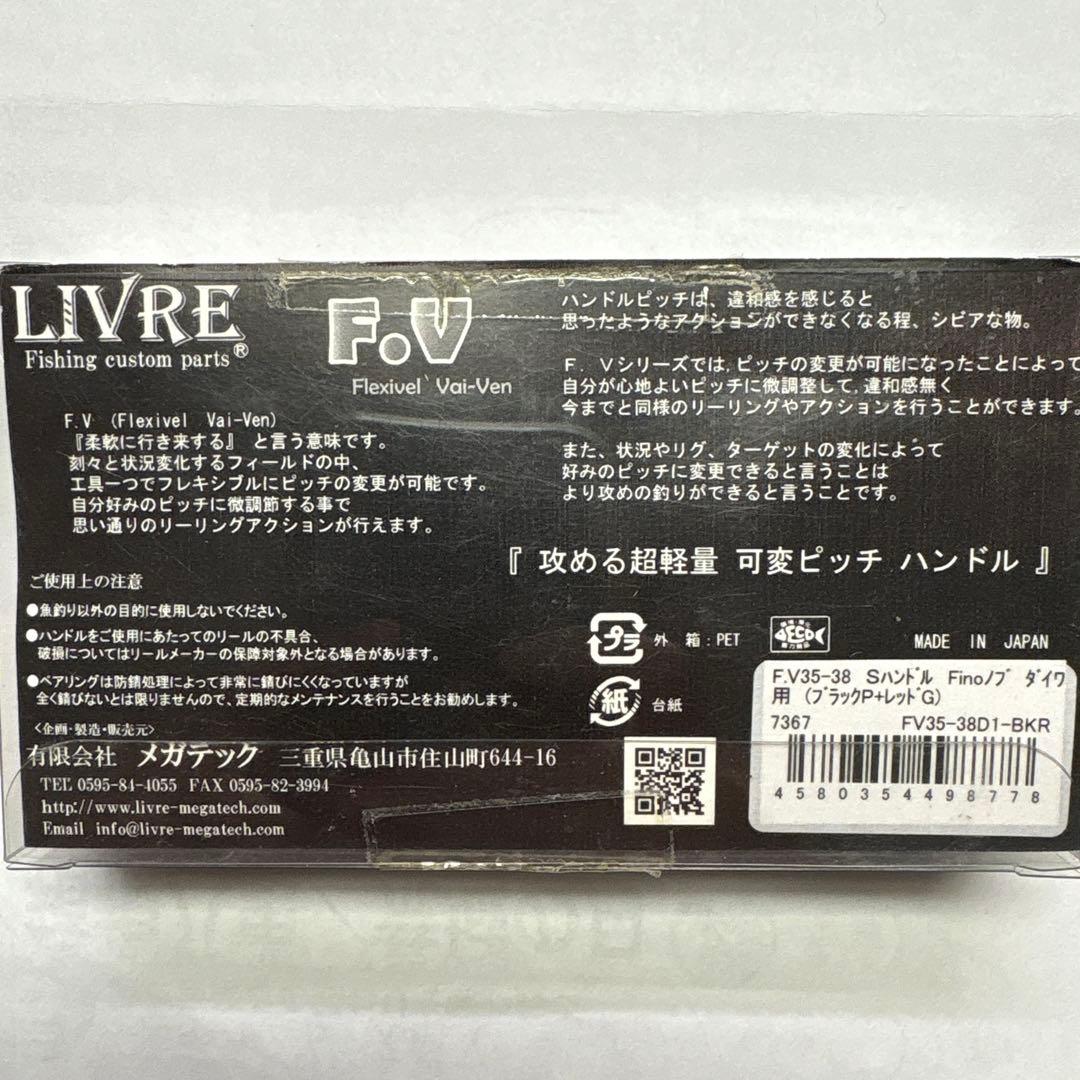 LIVRE
Fishing custom parts®
F.V
Flexivel Vai-Ven
F.V (Flexivel Vai-Ven)
『柔軟に行き来する』 と言う意味です。
刻々と状況変化するフィールドの中、
工具一つでフレキシブルにピッチの変更が可能です。
自分好みのピッチに微調節する事で
思い通りのリーリングアクションが行えます。
ハンドルピッチは、違和感を感じると
思ったようなアクションができなくなる程、シビアな物。
F．Vシリーズでは,ピッチの変更が可能になったことによって
自分が心地よいピッチに微調整して,違和感無く
今までと同様のリーリングやアクションを行うことができます。
また、状況やリグ、ターゲットの変化によって
好みのピッチに変更できると言うことは
より攻めの釣りができると言うことです。
『 攻める超軽量 可変ピッチ ハンドル 』
ご使用上の注意
●魚釣り以外の目的に使用しないでください。
●ハンドルをご使用にあたってのリールの不具合、
破損についてはリールメーカーの保障対象外となる場合があります。
●ベアリングは防錆処理によって非常に錆びにくくなっていますが
全く錆びないとは限りませんので、定期的なメンテナンスを行うことをお勧めします。
<企画・製造・販売元>
有限会社 メガテック 三重県亀山市住山町644-16
TEL 0595-84-4055 FAX 0595-82-3994
http://www.livre-megatech.com
Email info@livre-megatech.com
プラ 外 箱：PET
紙 台紙
ECO
MADE IN JAPAN
F.V35-38 Sハンドル Finoノブ ダイワ
用 (ブラックP+レッドG)
7367 FV35-38D1-BKR
4580354498778